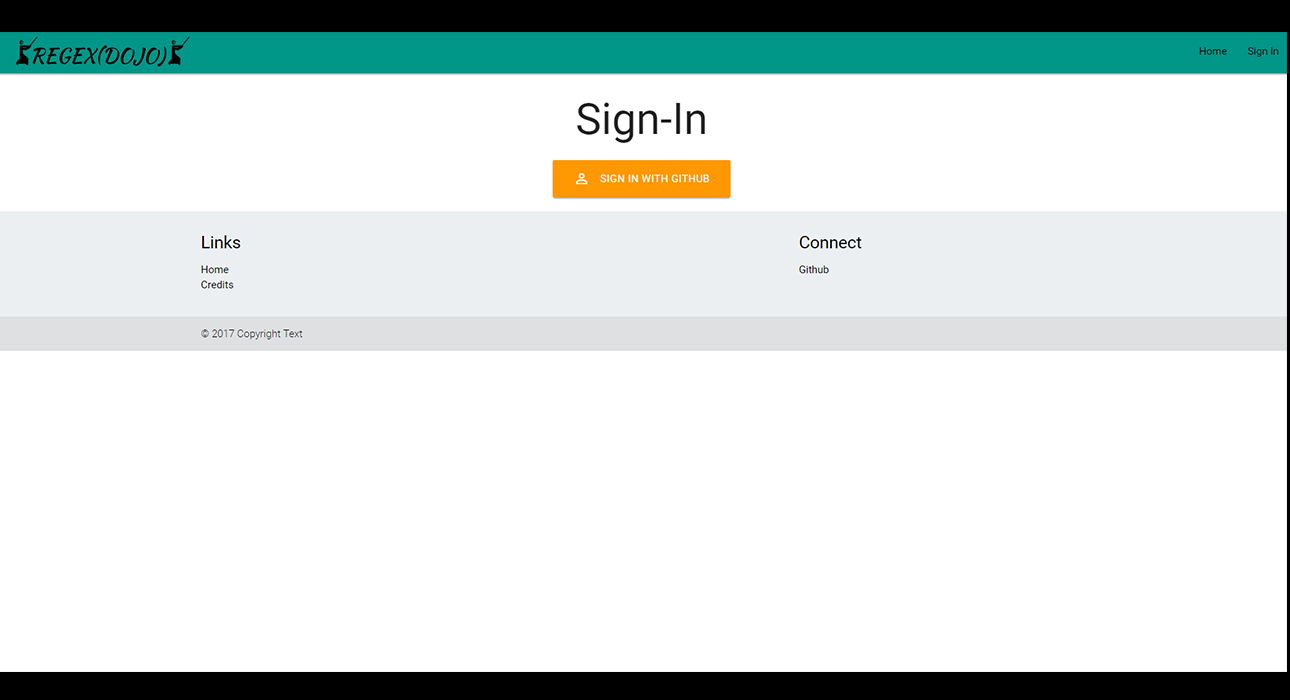 REGEX(DOJO)
Home
Sign In
Sign-In
SIGN IN WITH GITHUB
Links
Home
Credits
Connect
Github
© 2017 Copyright Text